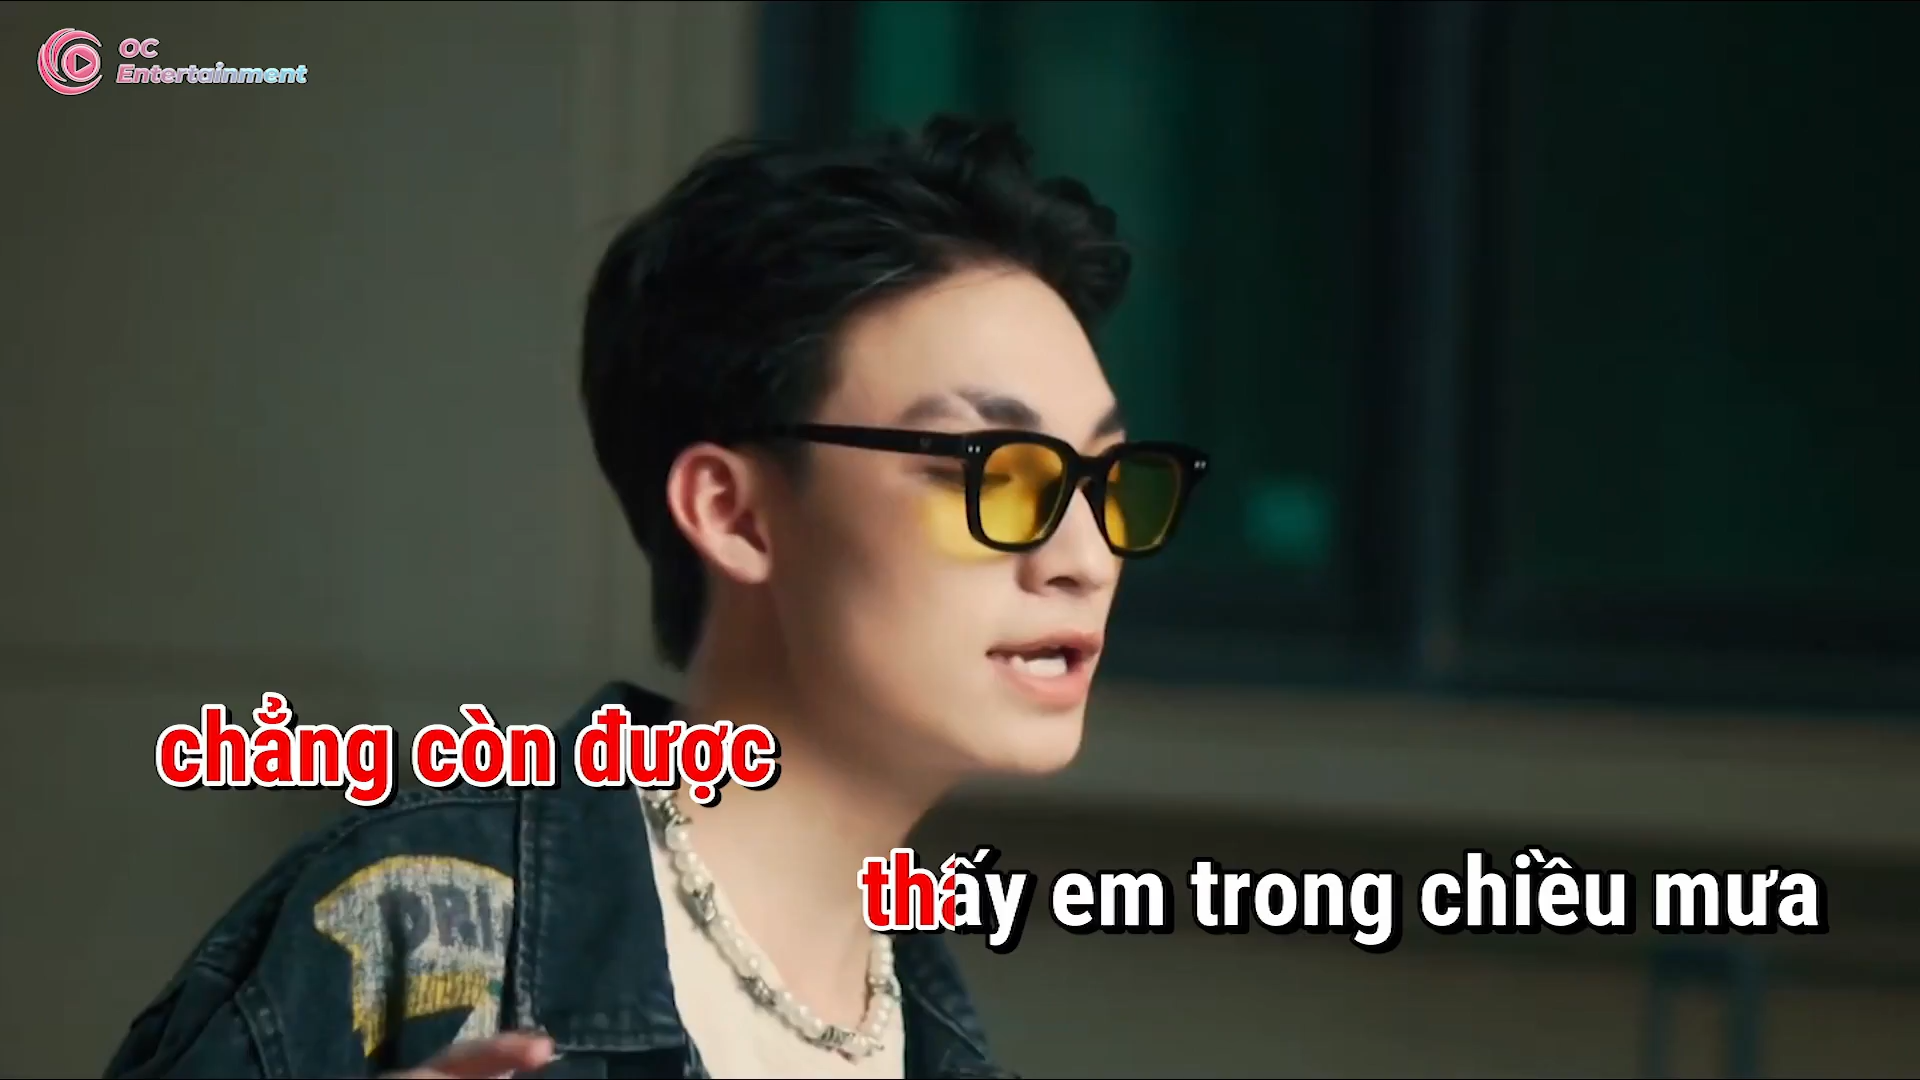 OC
Entertainment
chẳng còn được
thấy em trong chiều mưa